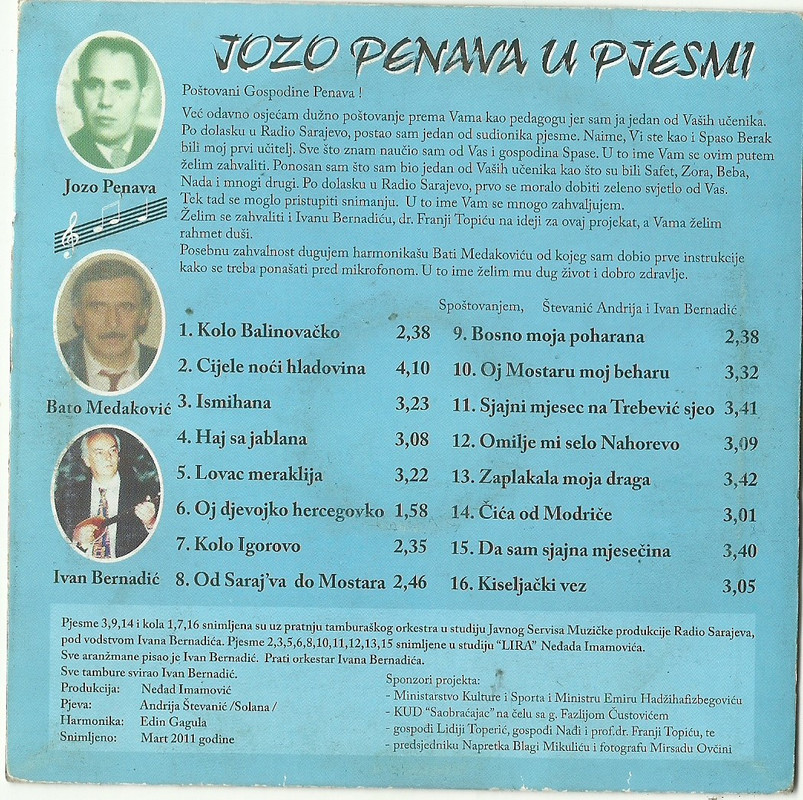 JOZO PENAVA U PJESMI
Poštovani Gospodine Penava !
Već odavno osjećam dužno poštovanje prema Vama kao pedagogu jer sam ja jedan od Vaših učenika.
Po dolasku u Radio Sarajevo, postao sam jedan od sudionika pjesme. Naime, Vi ste kao i Spaso Berak
bili moj prvi učitelj. Sve što znam naučio sam od Vas i gospodina Spase. U to ime Vam se ovim putem
želim zahvaliti. Ponosan sam što sam bio jedan od Vaših učenika kao što su bili Safet, Zora, Beba,
Nada i mnogi drugi. Po dolasku u Radio Sarajevo, prvo se moralo dobiti zeleno svjetlo od Vas.
Tek tad se moglo pristupiti snimanju. U to ime Vam se mnogo zahvaljujem.
Želim se zahvaliti i Ivanu Bernadiću, dr. Franji Topiću na ideji za ovaj projekat, a Vama želim
rahmet duši.
Posebnu zahvalnost dugujem harmonikašu Bati Medakoviću od kojeg sam dobio prve instrukcije
kako se treba ponašati pred mikrofonom. U to ime želim mu dug život i dobro zdravlje.
Spoštovanjem, Števanić Andrija i Ivan Bernadić
Jozo Penava
Bato Medaković
Ivan Bernadić
1. Kolo Balinovačko 2,38
2. Cijele noći hladovina 4,10
3. Ismihana 3,23
4. Haj sa jablana 3,08
5. Lovac meraklija 3,22
6. Oj djevojko hercegovko 1,58
7. Kolo Igorovo 2,35
8. Od Saraj'va do Mostara 2,46
9. Bosno moja poharana 2,38
10. Oj Mostaru moj beharu 3,32
11. Sjajni mjesec na Trebević sjeo 3,41
12. Omilje mi selo Nahorevo 3,09
13. Zaplakala moja draga 3,42
14. Čića od Modriče 3,01
15. Da sam sjajna mjesečina 3,40
16. Kiseljački vez 3,05
Pjesme 3,9,14 i kola 1,7,16 snimljena su uz pratnju tamburaškog orkestra u studiju Javnog Servisa Muzičke produkcije Radio Sarajeva,
pod vodstvom Ivana Bernadića. Pjesme 2,3,5,6,8,10,11,12,13,15 snimljene u studiju “LIRA” Nedada Imamovića.
Sve aranžmane pisao je Ivan Bernadić. Prati orkestar Ivana Bernadića.
Sve tambure svirao Ivan Bernadić.
Produkcija: Nedad Imamović
Pjeva: Andrija Števanić /Solana /
Harmonika: Edin Gagula
Snimljeno: Mart 2011 godine
Sponzori projekta:
- Ministarstvo Kulture i Sporta i Ministru Emiru Hadžihafizbegoviću
- KUD “Saobraćajac” na čelu sa g. Fazlijom Čustovićem
- gospodi Lidiji Toperić, gospodi Nađi i prof.dr. Franji Topiću, te
- predsjedniku Napretka Blagi Mikuliću i fotografu Mirsadu Ovčini